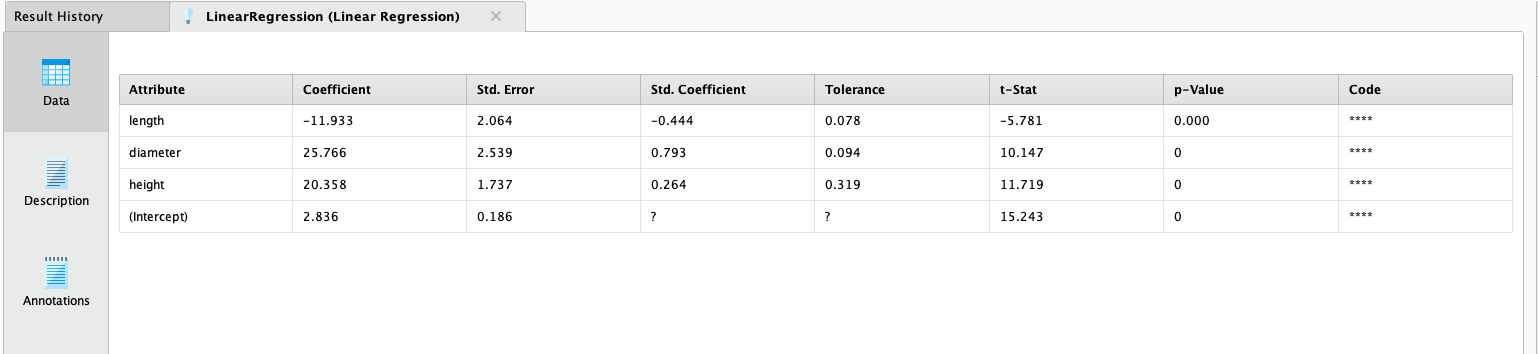 Result History LinearRegression (Linear Regression)
Data
Description
Annotations
Attribute Coefficient Std. Error Std. Coefficient Tolerance t-Stat p-Value Code
length -11.933 2.064 -0.444 0.078 -5.781 0.000 ****
diameter 25.766 2.539 0.793 0.094 10.147 0 ****
height 20.358 1.737 0.264 0.319 11.719 0 ****
(Intercept) 2.836 0.186 ? ? 15.243 0 ****